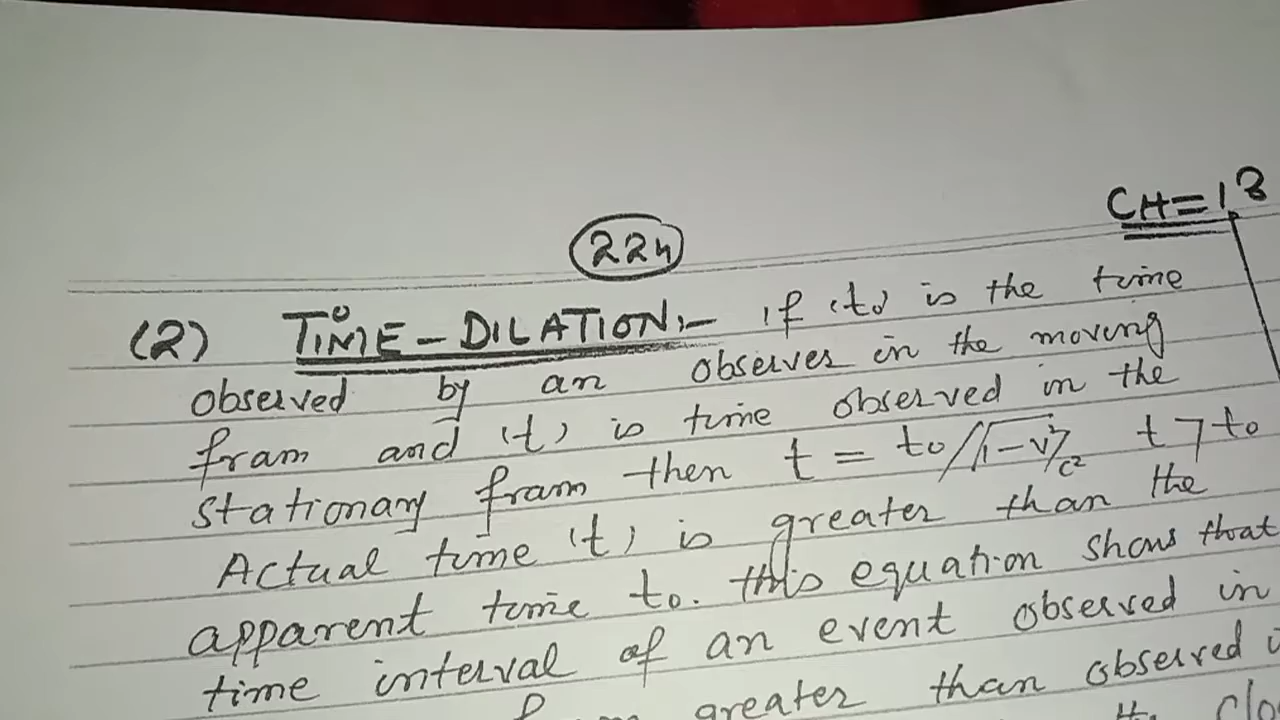 CH=13
224
(2) TIME-DILATION:- if (to) is the time
observed by an observer in the moving
fram and (t) is time observed in the
stationary fram then t = to/√1-v²/c² t > to
Actual time (t) is greater than the
apparent time to. this equation shows that
time interval of an event observed in
greater than observed
the